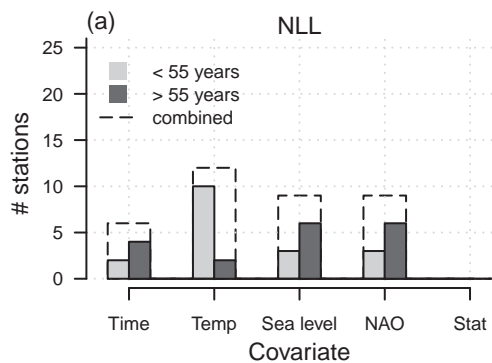 (a) NLL
25
20
15
10
5
0
# stations
< 55 years
> 55 years
combined
Time Temp Sea level NAO Stat
Covariate